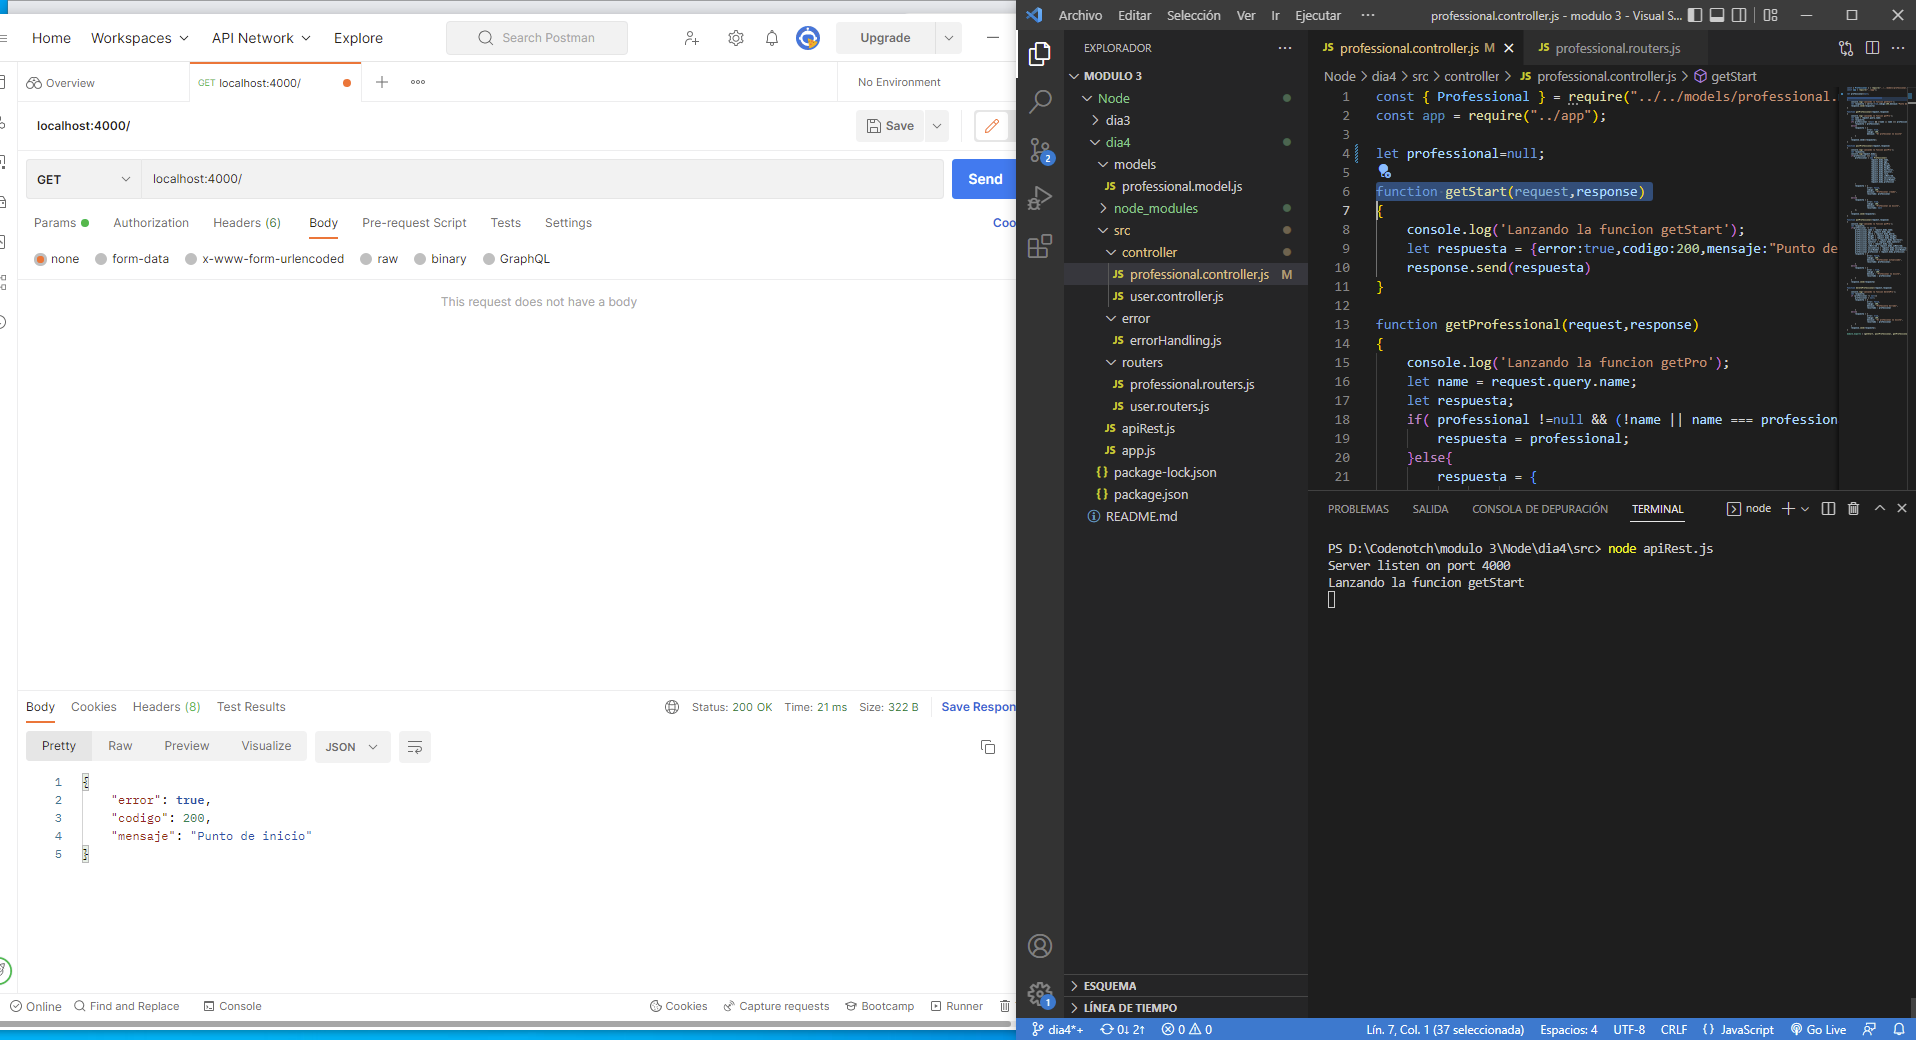 Home Workspaces API Network Explore Search Postman Upgrade
Overview GET localhost:4000/ No Environment
localhost:4000/ Save
GET localhost:4000/ Send
Params Authorization Headers (6) Body Pre-request Script Tests Settings Coo
none form-data x-www-form-urlencoded raw binary GraphQL
This request does not have a body
Body Cookies Headers (8) Test Results Status: 200 OK Time: 21 ms Size: 322 B Save Respon
Pretty Raw Preview Visualize JSON
1 {
2 "error": true,
3 "codigo": 200,
4 "mensaje": "Punto de inicio"
5 }
Online Find and Replace Console Cookies Capture requests Bootcamp Runner
Archivo Editar Selección Ver Ir Ejecutar ··· professional.controller.js - modulo 3 - Visual S...
EXPLORADOR
MODULO 3
Node
dia3
dia4
models
JS professional.model.js
node_modules
src
controller
JS professional.controller.js M
JS user.controller.js
error
JS errorHandling.js
routers
JS professional.routers.js
JS user.routers.js
JS apiRest.js
JS app.js
{} package-lock.json
{} package.json
README.md
ESQUEMA
LÍNEA DE TIEMPO
JS professional.controller.js M JS professional.routers.js
Node > dia4 > src > controller > JS professional.controller.js > getStart
1 const { Professional } = require("../../models/professional.
2 const app = require("../app");
3
4 let professional=null;
5
6 function getStart(request,response)
7 {
8 console.log('Lanzando la funcion getStart');
9 let respuesta = {error:true,codigo:200,mensaje:"Punto de
10 response.send(respuesta)
11 }
12
13 function getProfessional(request,response)
14 {
15 console.log('Lanzando la funcion getPro');
16 let name = request.query.name;
17 let respuesta;
18 if( professional !=null && (!name || name === profession
19 respuesta = professional;
20 }else{
21 respuesta = {
PROBLEMAS SALIDA CONSOLA DE DEPURACIÓN TERMINAL node
PS D:\Codenotch\modulo 3\Node\dia4\src> node apiRest.js
Server listen on port 4000
Lanzando la funcion getStart
1
2
dia4*+ 0↓ 2↑ 0 0 Lín. 7, Col. 1 (37 seleccionada) Espacios: 4 UTF-8 CRLF {} JavaScript Go Live